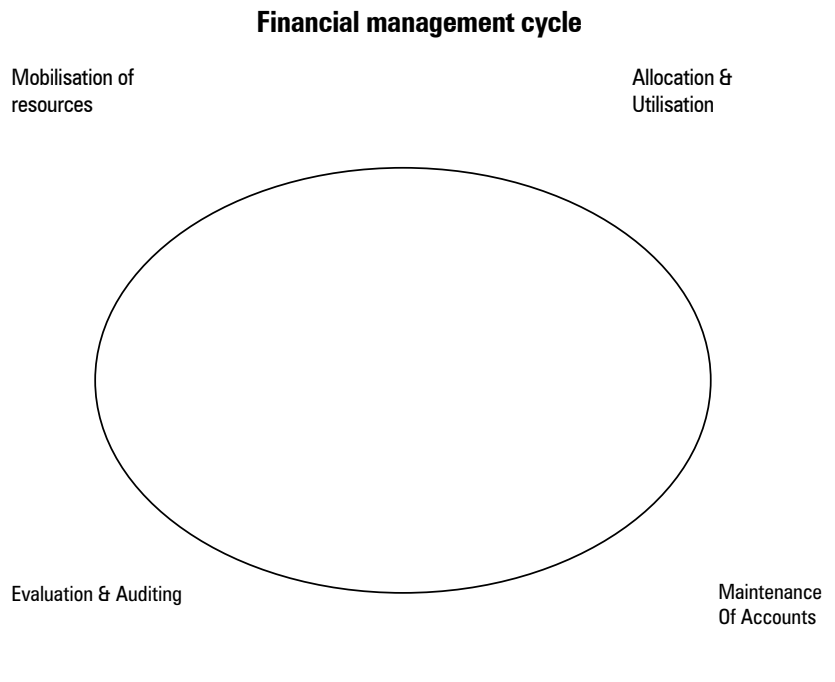 Financial management cycle
Mobilisation of
resources
Allocation &
Utilisation
Evaluation & Auditing
Maintenance
Of Accounts